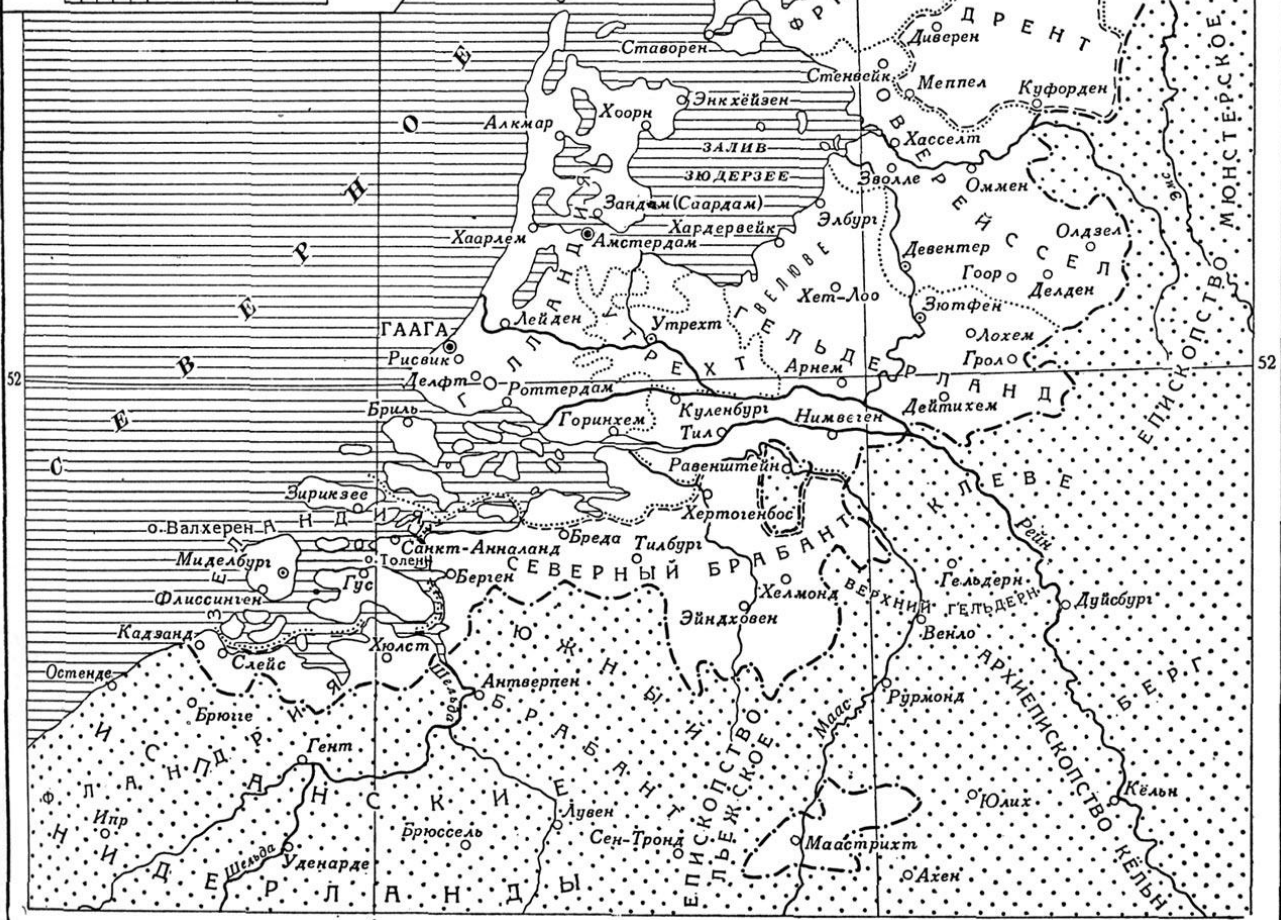 ФРИ
ДРЕНТ
Диверен
Ставорен
Стенвейк
Меппел
Куфорден
Энкхёйзен
Хоорн
Алкмар
ЗАЛИВ
ЗЮДЕРЗЕЕ
Хасселт
Зволле
Оммен
ОВЕРЕЙССЕЛ
Эмс
ЕПИСКОПСТВО МЮНСТЕРСКОЕ
СЕВЕРНОЕ
Зандам (Саардам)
Хаарлем
Амстердам
Хардервейк
Элбург
Девентер
Олдзел
Гоор
Делден
ВЕЛЮВЕ
Хет-Лоо
Зютфен
ГОЛЛАНДИЯ
Лейден
ГААГА
Утрехт
УТРЕХТ
ГЕЛЬДЕРЛАНД
Лохем
Грол
Рисвик
Арнем
52
52
Делфт
Роттердам
Дейтихем
Бриль
Горинхем
Куленбург
Тил
Нимвеген
Равенштейн
КЛЕВЕ
Зирикзее
Хертогенбос
Рейн
Валхерен
ЗЕЛАНДИЯ
Санкт-Анналанд
Бреда
Тилбург
Миделбург
Толен
СЕВЕРНЫЙ БРАБАНТ
Гус
Берген
Флиссинген
Хелмонд
Гельдерн
ВЕРХНИЙ ГЕЛЬДЕРН
Дуйсбург
Эйндховен
Венло
Кадзанд
Слейс
Хюлст
ЮЖНЫЙ БРАБАНТ
Остенде
Шельда
Антверпен
Рурмонд
Маас
АРХИЕПИСКОПСТВО КЁЛЬН
БЕРГ
Брюгге
ФЛАНДРИЯ
Гент
ИСПАНСКИЕ НИДЕРЛАНДЫ
ЕПИСКОПСТВО
ЛЬЕЖСКОЕ
Юлих
Кёльн
Ипр
Лувен
Брюссель
Сен-Тронд
Маастрихт
Шельда
Уденарде
Ахен